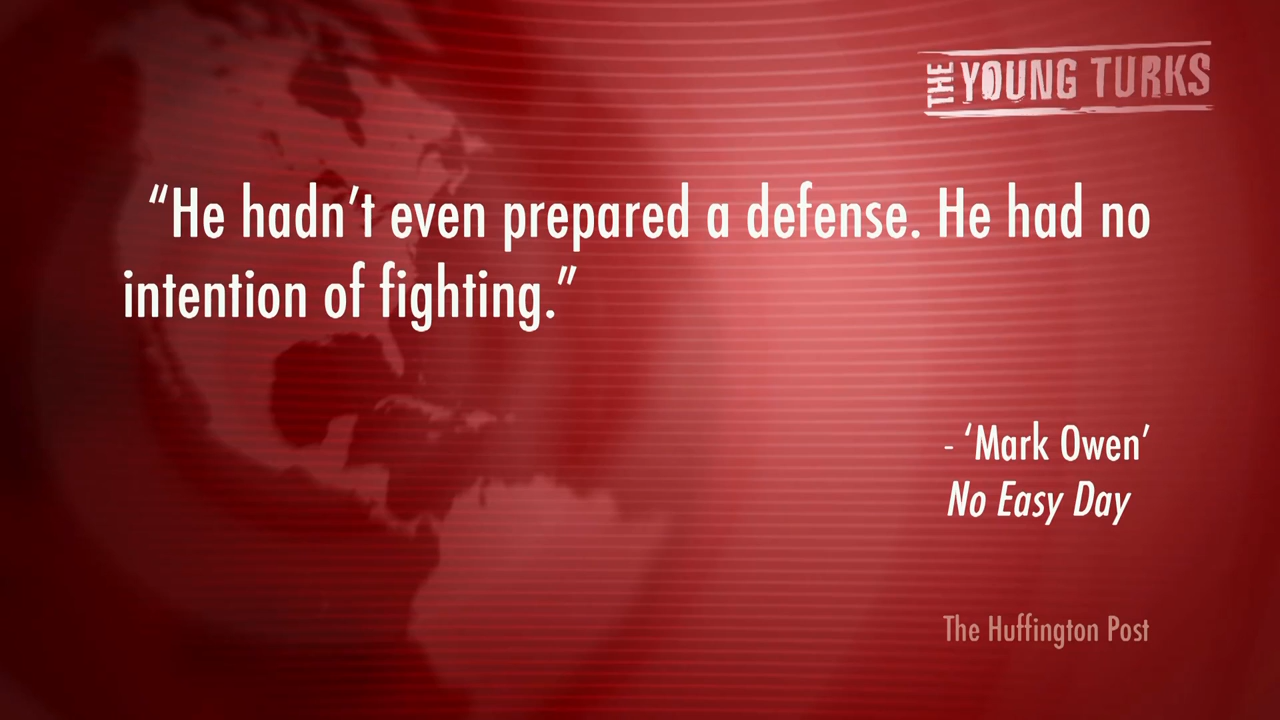 THE YOUNG TURKS
“He hadn’t even prepared a defense. He had no
intention of fighting.”
- ‘Mark Owen’
No Easy Day
The Huffington Post